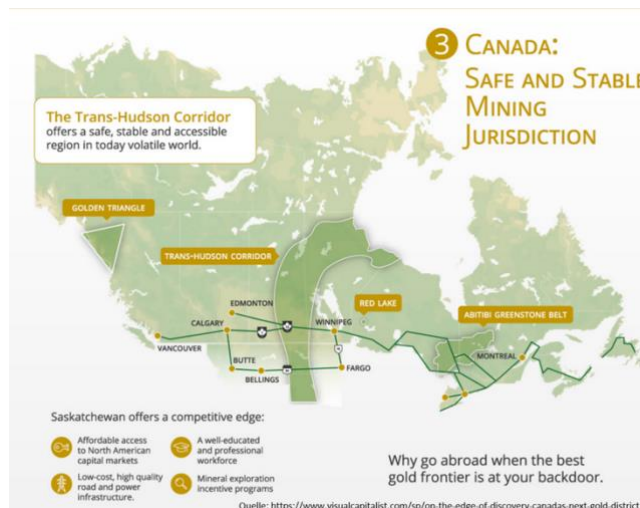 3 CANADA:
SAFE AND STABLE
MINING
JURISDICTION
The Trans-Hudson Corridor
offers a safe, stable and accessible
region in today volatile world.
GOLDEN TRIANGLE
TRANS-HUDSON CORRIDOR
EDMONTON
RED LAKE
ABITIBI GREENSTONE BELT
CALGARY
WINNIPEG
VANCOUVER
MONTREAL
BUTTE
BELLINGS
FARGO
Saskatchewan offers a competitive edge:
Affordable access
to North American
capital markets
A well-educated
and professional
workforce
Low-cost, high quality
road and power
infrastructure.
Mineral exploration
incentive programs
Why go abroad when the best
gold frontier is at your backdoor.
Quelle: https://www.visualcapitalist.com/sp/on-the-edge-of-discovery-canadas-next-gold-district